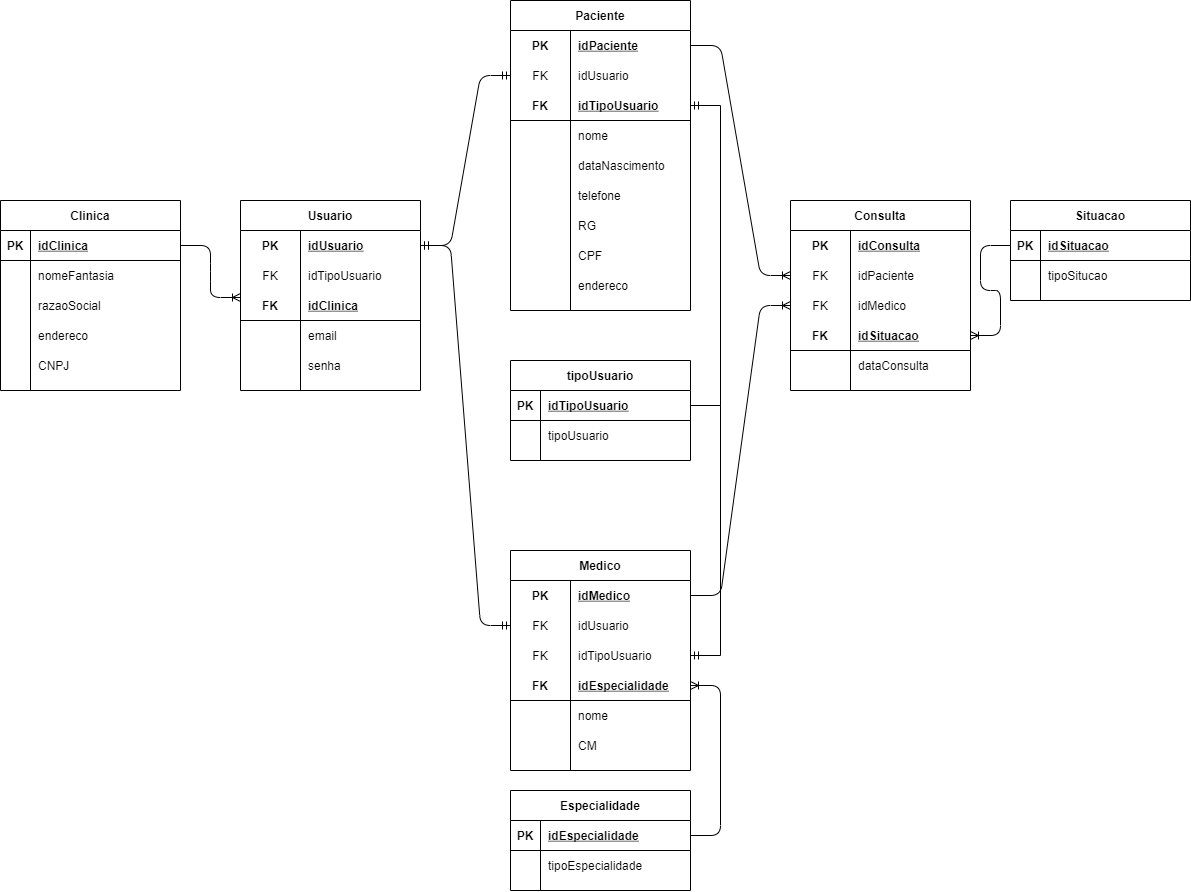 Paciente
PK idPaciente
FK idUsuario
FK idTipoUsuario
nome
dataNascimento
telefone
RG
CPF
endereco
Clinica
PK idClinica
nomeFantasia
razaoSocial
endereco
CNPJ
Usuario
PK idUsuario
FK idTipoUsuario
FK idClinica
email
senha
Consulta
PK idConsulta
FK idPaciente
FK idMedico
FK idSituacao
dataConsulta
Situacao
PK idSituacao
tipoSitucao
tipoUsuario
PK idTipoUsuario
tipoUsuario
Medico
PK idMedico
FK idUsuario
FK idTipoUsuario
FK idEspecialidade
nome
CM
Especialidade
PK idEspecialidade
tipoEspecialidade